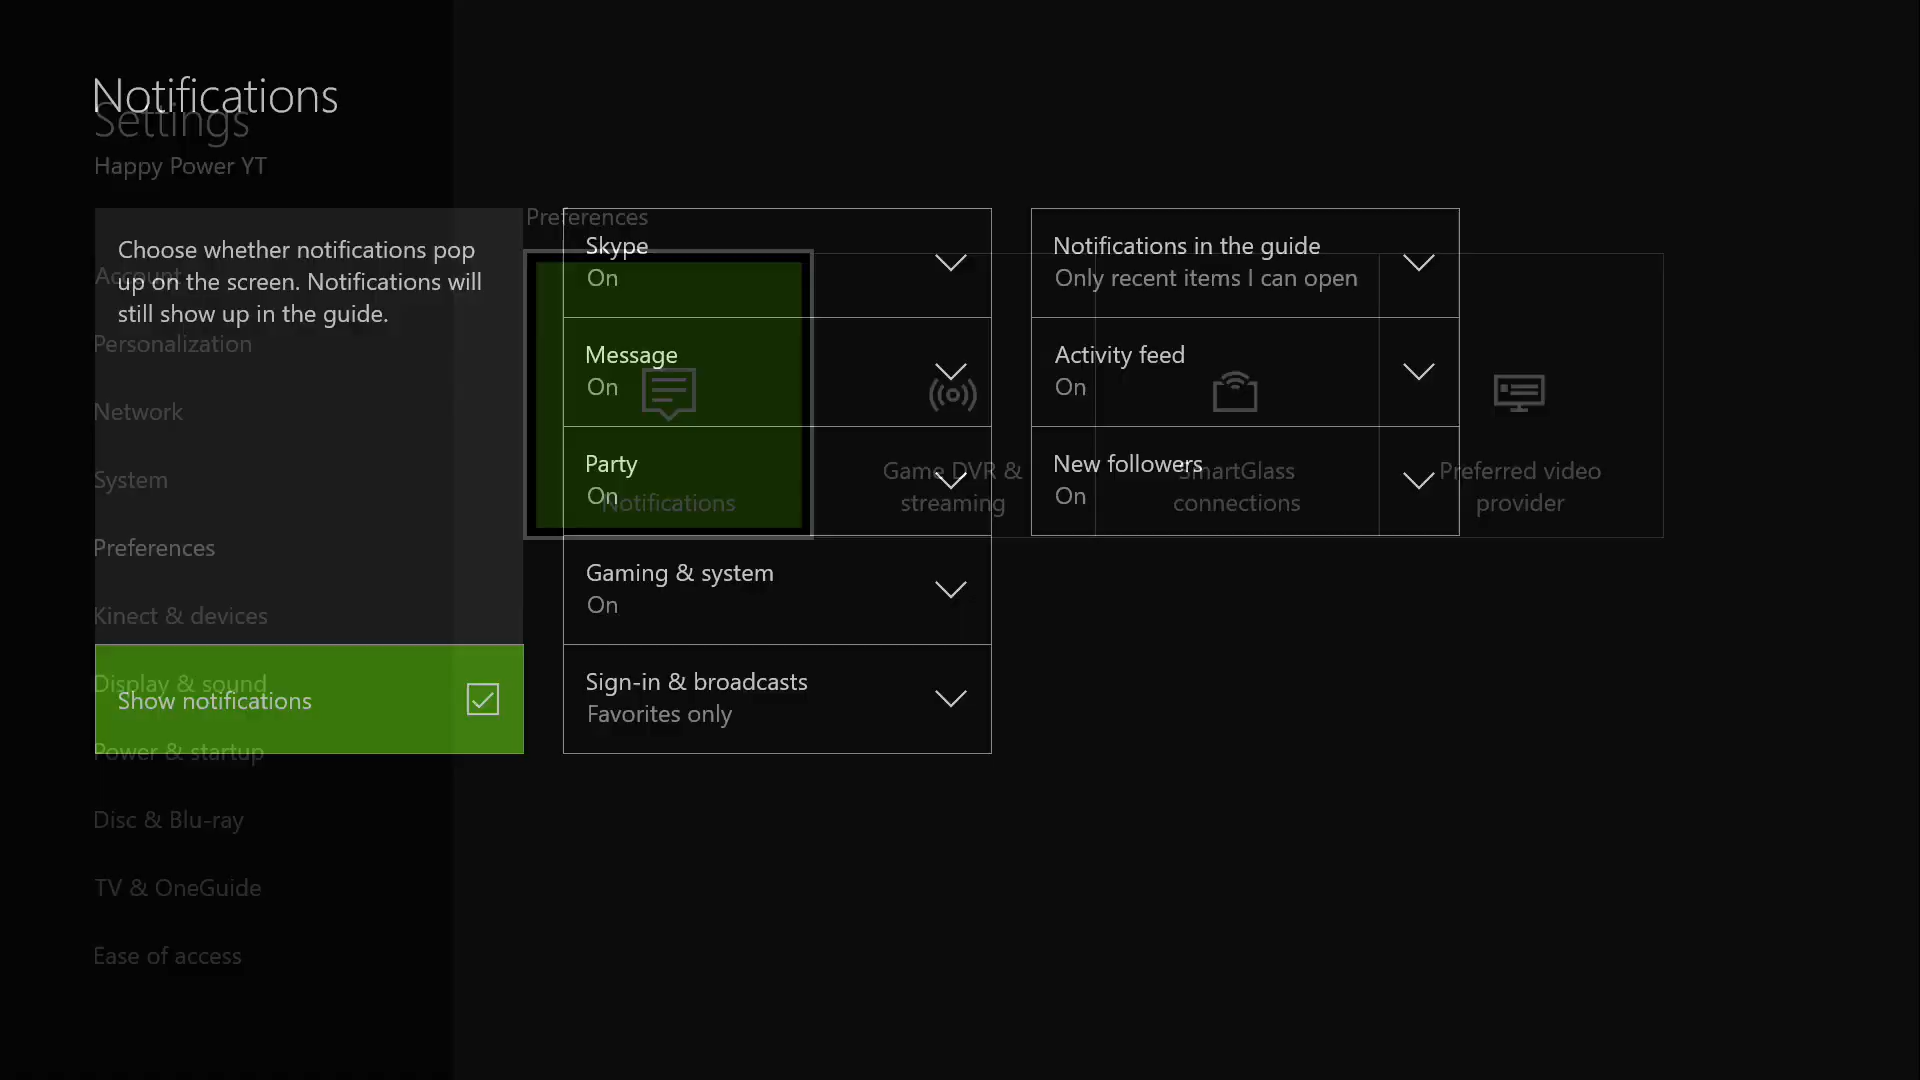 Notifications
Settings
Happy Power YT
Choose whether notifications pop
up on the screen. Notifications will
still show up in the guide.
Show notifications
Account
Personalization
Network
System
Preferences
Kinect & devices
Display & sound
Power & startup
Disc & Blu-ray
TV & OneGuide
Ease of access
Skype
On
Message
On
Party
On
Gaming & system
On
Sign-in & broadcasts
Favorites only
Notifications in the guide
Only recent items I can open
Activity feed
On
New followers
On
Preferences
Notifications
Game DVR &
streaming
SmartGlass
connections
Preferred video
provider